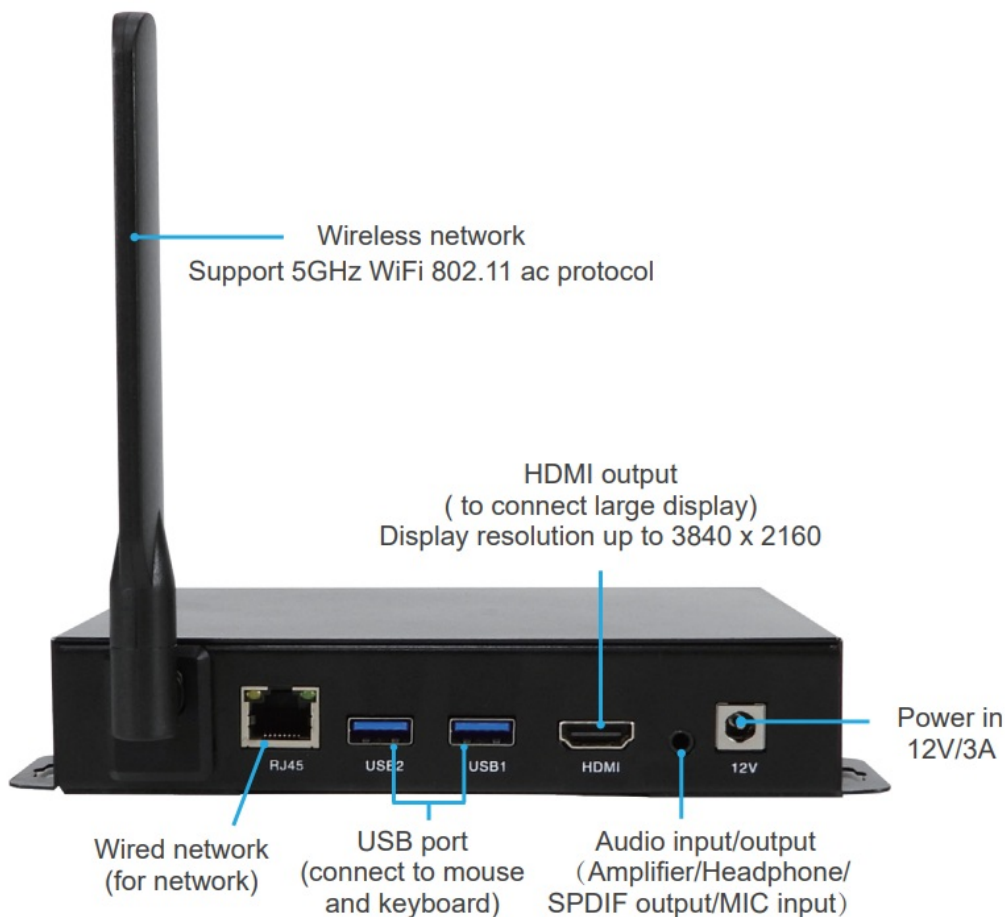 Wireless network
Support 5GHz WiFi 802.11 ac protocol
HDMI output
( to connect large display)
Display resolution up to 3840 x 2160
Power in
12V/3A
RJ45
USB2
USB1
HDMI
12V
Wired network
(for network)
USB port
(connect to mouse
and keyboard)
Audio input/output
（Amplifier/Headphone/
SPDIF output/MIC input）